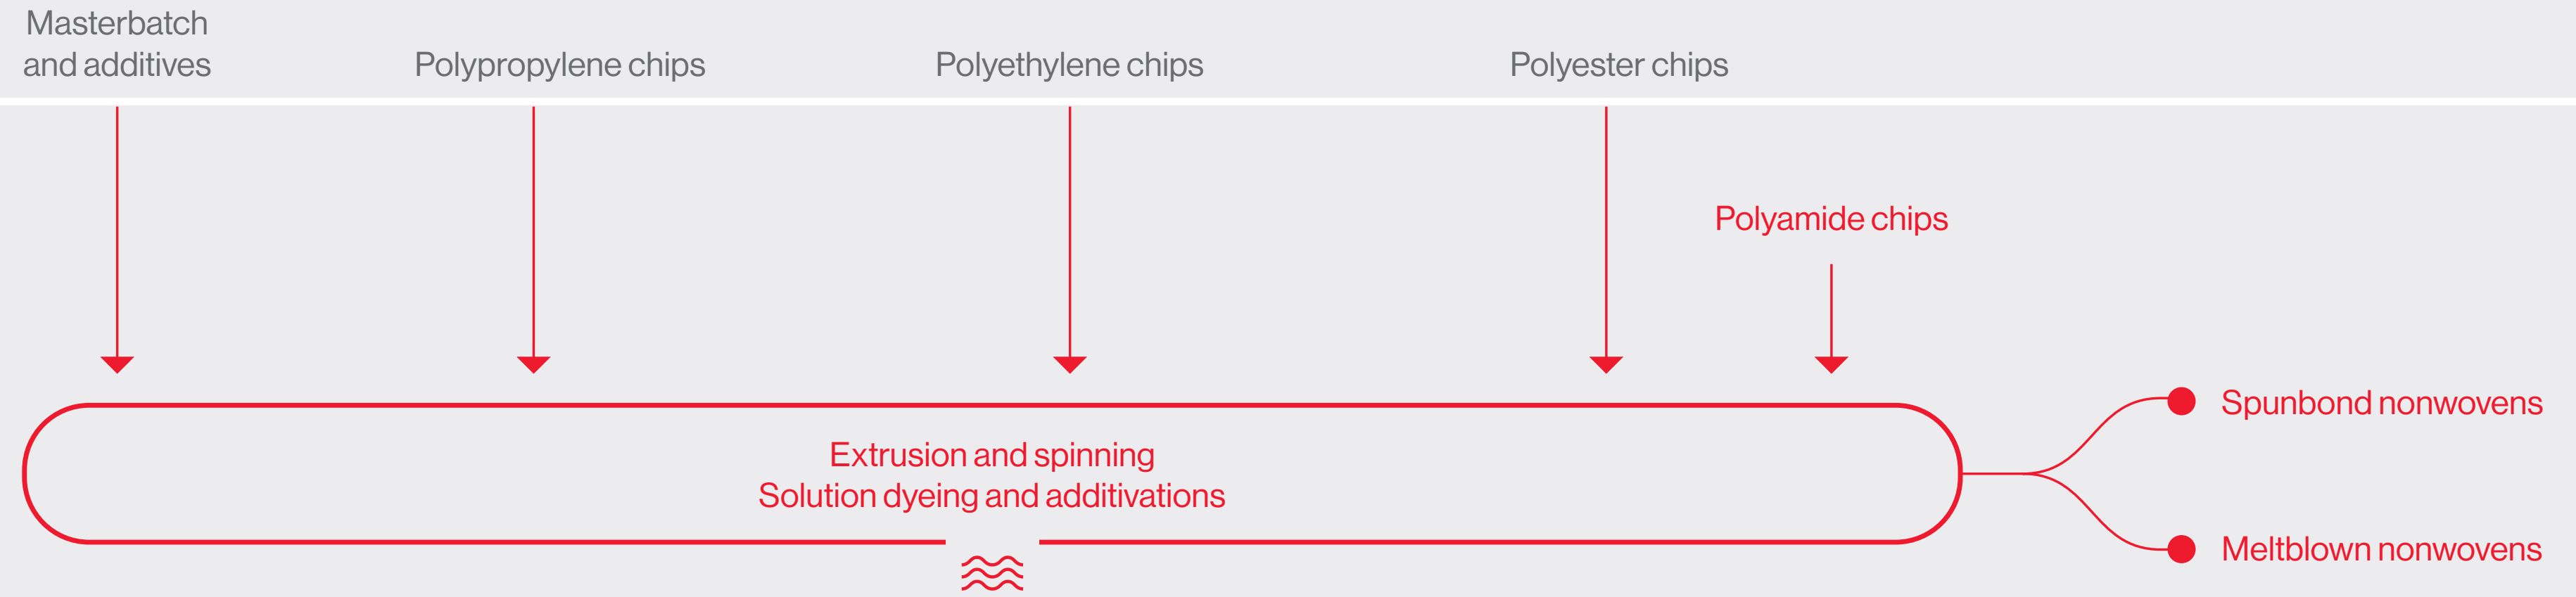 Masterbatch
and additives
Polypropylene chips
Polyethylene chips
Polyester chips
Polyamide chips
Extrusion and spinning
Solution dyeing and additivations
Spunbond nonwovens
Meltblown nonwovens